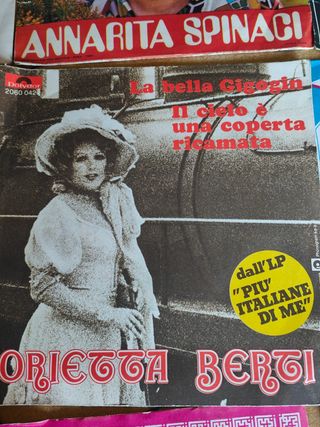 ANNARITA SPINACI
Polydor
2060 042
La bella Gigogin
Il cielo è
una coperta
ricamata
dall'LP
"PIU'
ITALIANE
DI ME"
ORIETTA BERTI